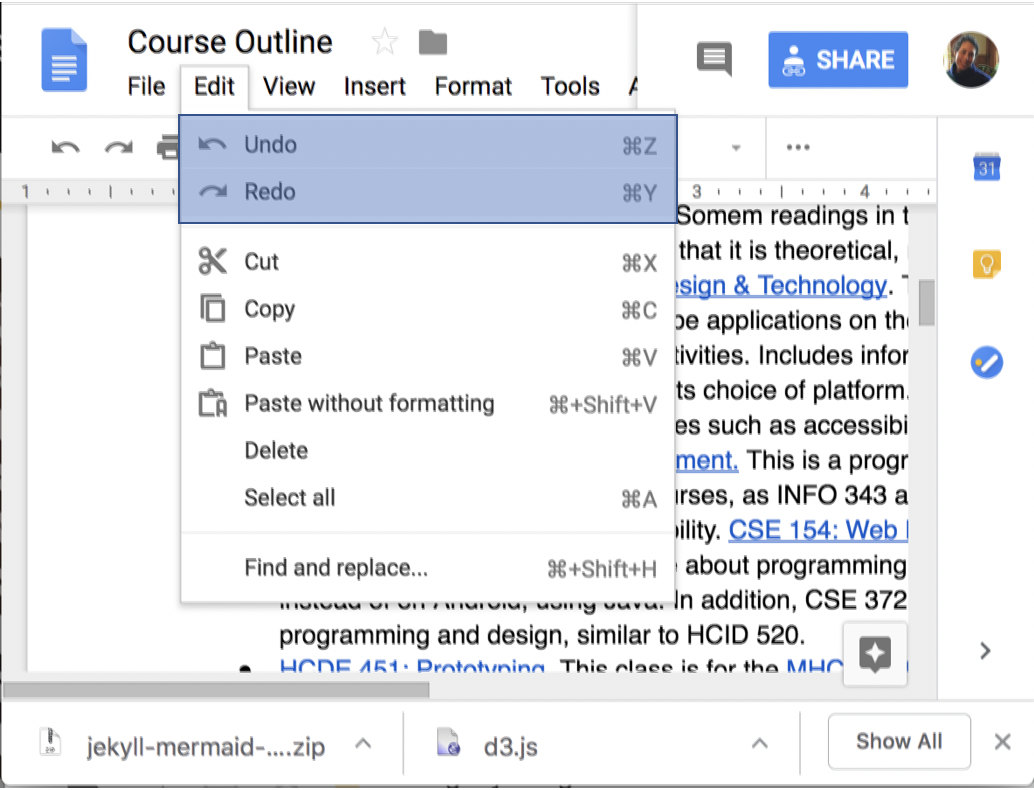 Course Outline
SHARE
File Edit View Insert Format Tools
Undo ⌘Z
Redo ⌘Y
1 3 4
31
Somem readings in t
Cut ⌘X
that it is theoretical,
Copy ⌘C
sign & Technology. T
be applications on the
Paste ⌘V
tivities. Includes infor
ts choice of platform.
Paste without formatting ⌘+Shift+V
es such as accessibi
Delete
ment. This is a progr
Select all ⌘A
urses, as INFO 343 a
bility. CSE 154: Web
Find and replace... ⌘+Shift+H
about programming
instead of on Android, using Java. In addition, CSE 372
programming and design, similar to HCID 520.
HCDE 451: Prototyping. This class is for the MHC
jekyll-mermaid-....zip
d3.js
Show All